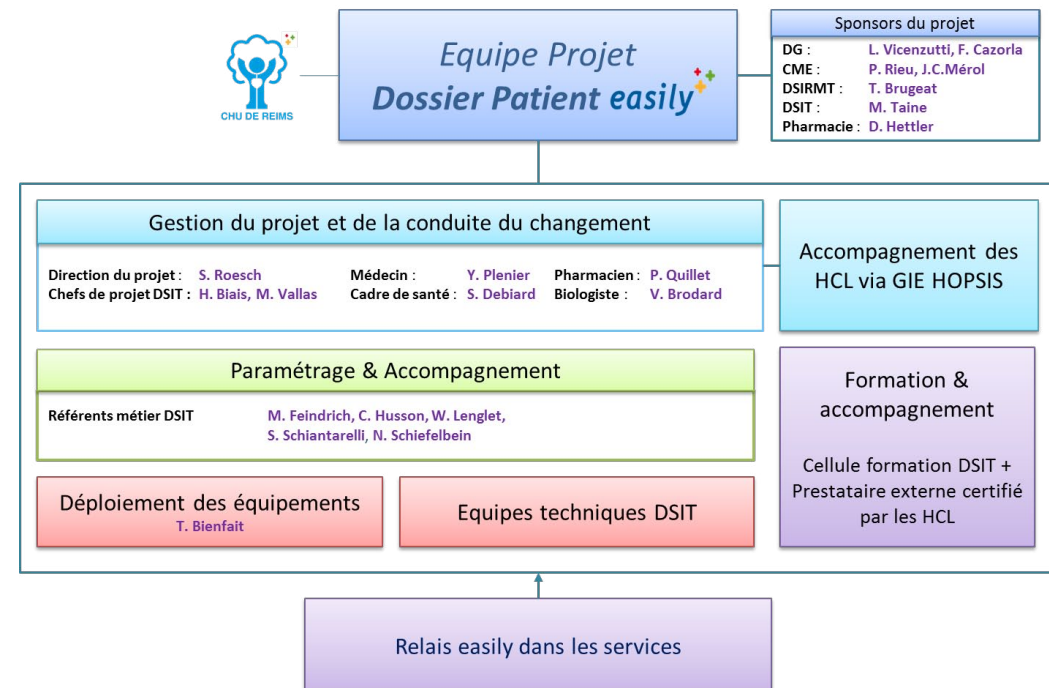 CHU DE REIMS
Equipe Projet
Dossier Patient easily
Sponsors du projet
DG : L. Vicenzutti, F. Cazorla
CME : P. Rieu, J.C.Mérol
DSIRMT : T. Brugeat
DSIT : M. Taine
Pharmacie : D. Hettler
Gestion du projet et de la conduite du changement
Direction du projet : S. Roesch Médecin : Y. Plenier Pharmacien : P. Quillet
Chefs de projet DSIT : H. Biais, M. Vallas Cadre de santé : S. Debiard Biologiste : V. Brodard
Accompagnement des
HCL via GIE HOPSIS
Paramétrage & Accompagnement
Référents métier DSIT M. Feindrich, C. Husson, W. Lenglet,
S. Schiantarelli, N. Schiefelbein
Formation &
accompagnement
Cellule formation DSIT +
Prestataire externe certifié
par les HCL
Déploiement des équipements
T. Bienfait
Equipes techniques DSIT
Relais easily dans les services